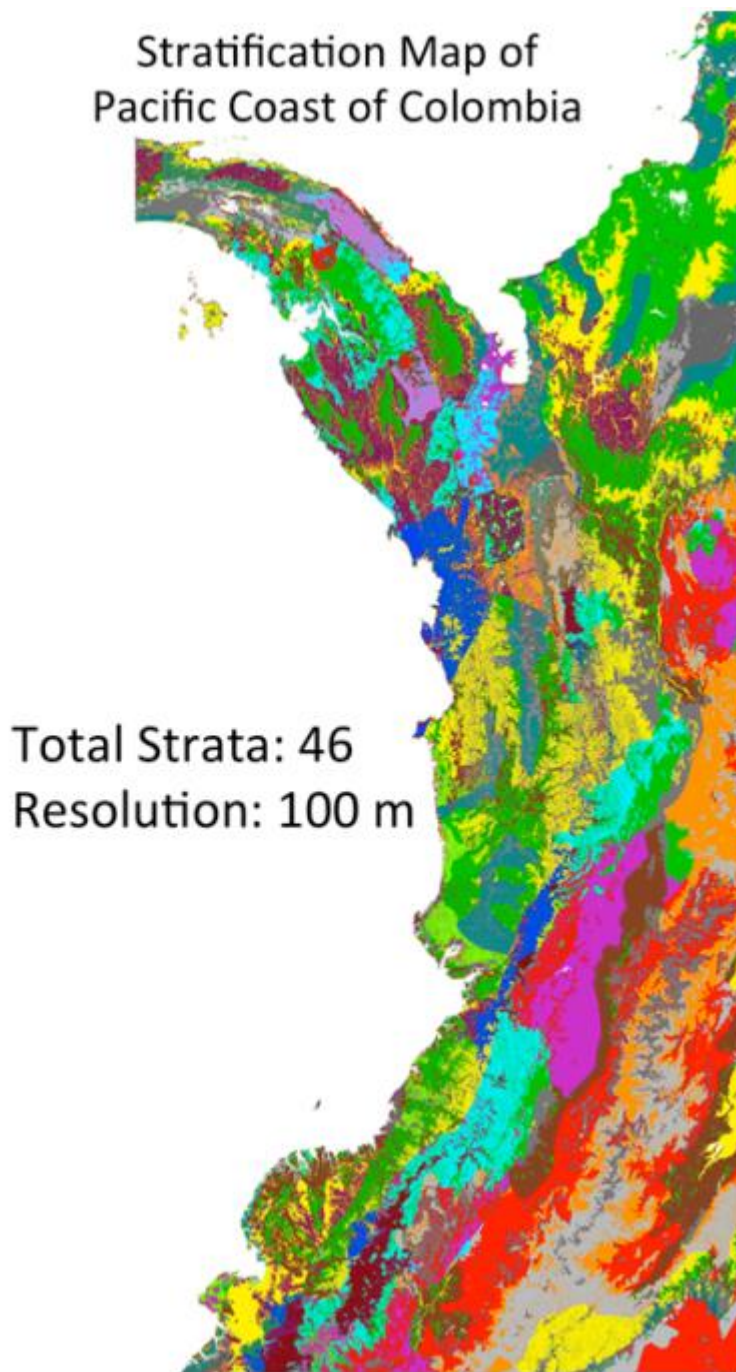 Stratification Map of
Pacific Coast of Colombia
Total Strata: 46
Resolution: 100 m